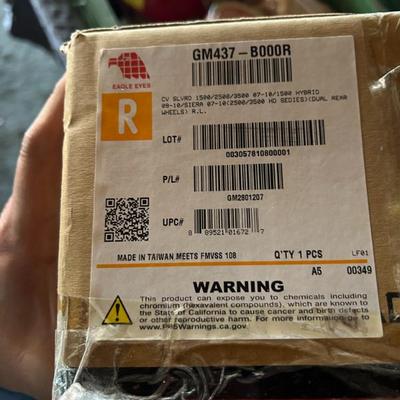 GM437-B000R
EAGLE EYES
R
CV SLVRD 1500/2500/3500 07-10/1500 HYBRID
09-10/SIERA 07-10(2500/3500 HD SEDIES)(DUAL REAR
WHEELS) R.L.
LOT#
003057810800001
P/L#
GM2801207
UPC#
8 89521 01672 7
MADE IN TAIWAN MEETS FMVSS 108
Q'TY 1 PCS
LF01
A5 00349
WARNING
This product can expose you to chemicals including
chromium (hexavalent compounds), which are known to
the State of California to cause cancer and birth defects
or other reproductive harm. For more information go to
www.P65Warnings.ca.gov.